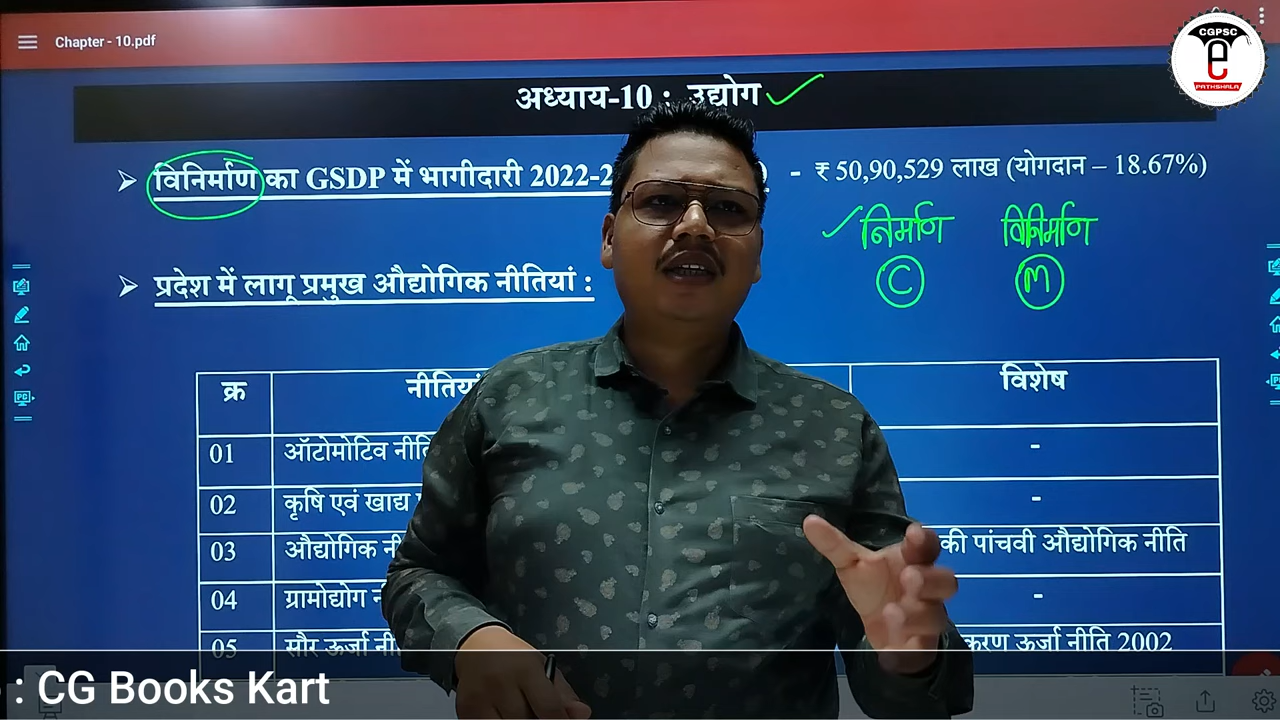 Chapter - 10.pdf
CGPSC
e
PATHSHALA
अध्याय-10 : उद्योग
विनिर्माण का GSDP में भागीदारी 2022-2 - ₹ 50,90,529 लाख (योगदान – 18.67%)
निर्माण विनिर्माण
C M
प्रदेश में लागू प्रमुख औद्योगिक नीतियां :
क्र नीतियां विशेष
01 ऑटोमोटिव नीति -
02 कृषि एवं खाद्य -
03 औद्योगिक की पांचवी औद्योगिक नीति
04 ग्रामोद्योग -
05 सौर ऊर्जा ऊर्जा नीति 2002
: CG Books Kart